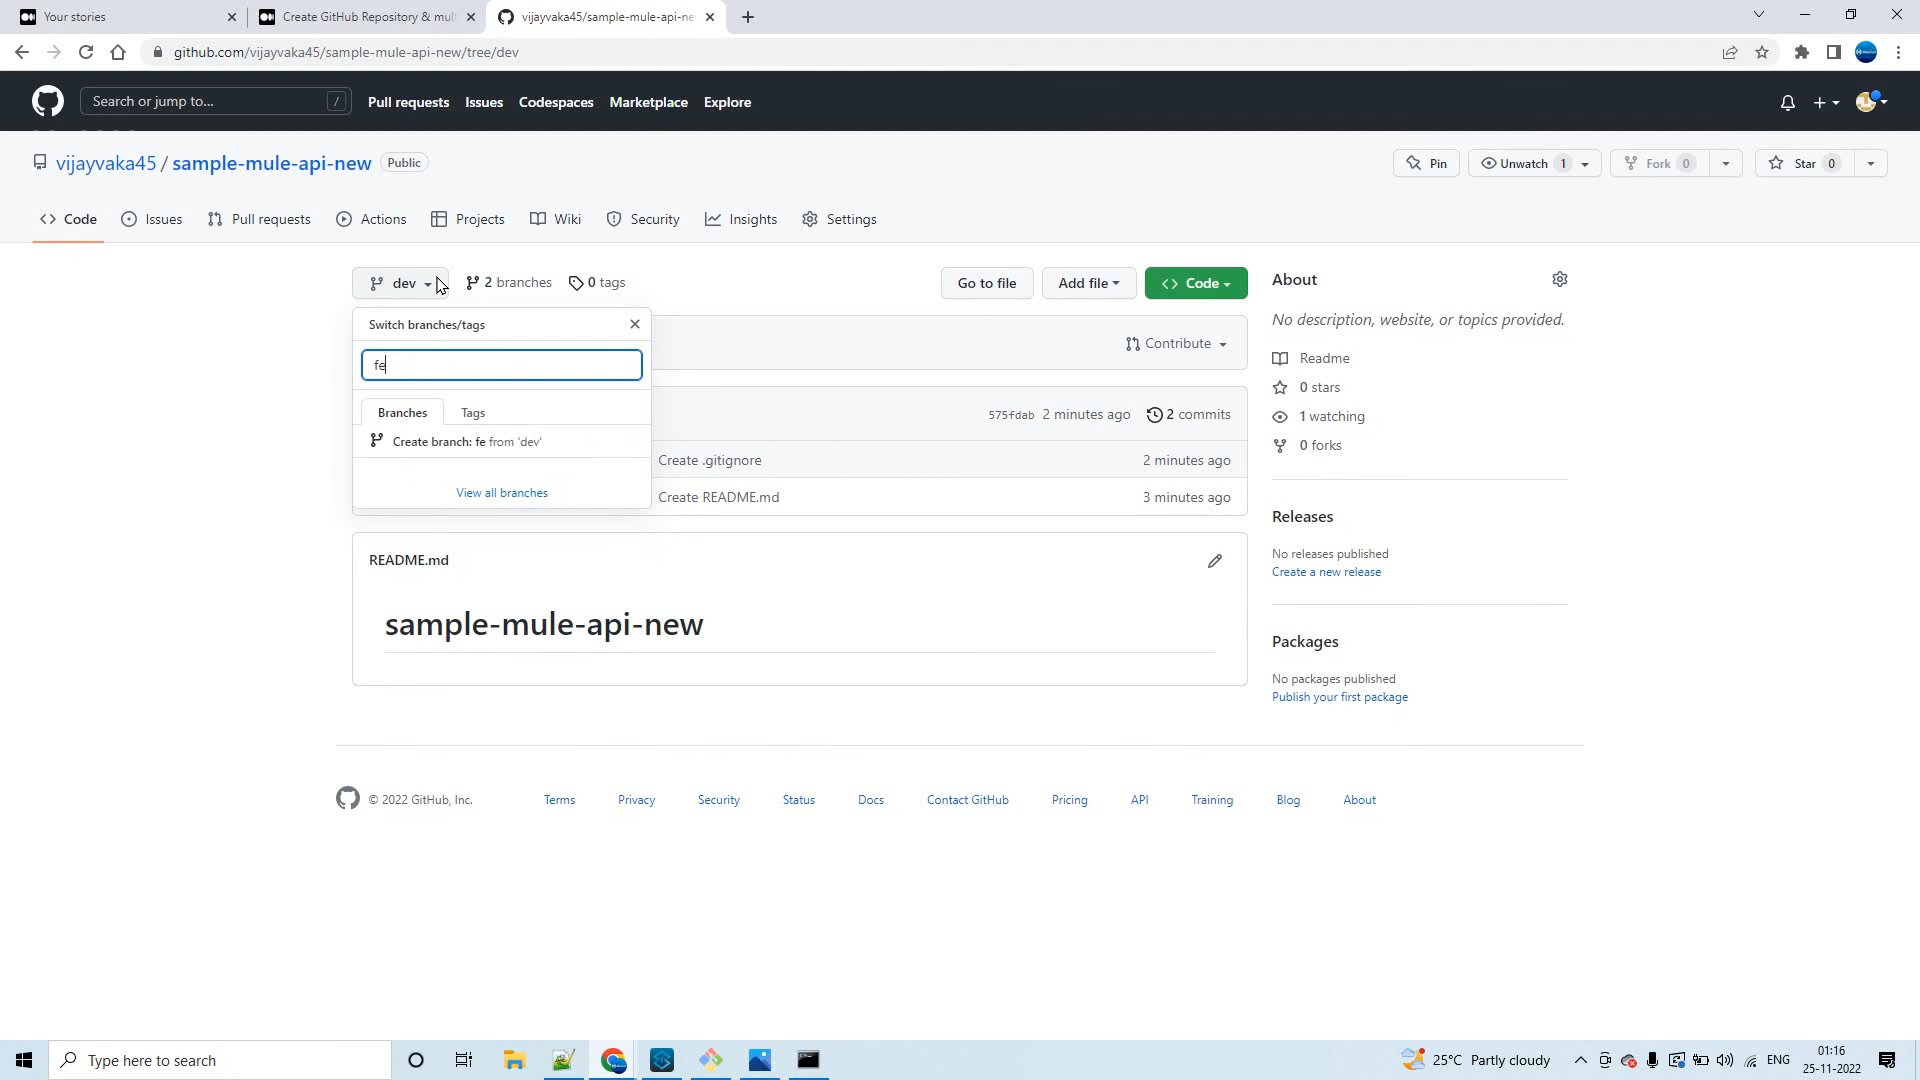 Your stories
Create GitHub Repository & mul
vijayvaka45/sample-mule-api-ne
github.com/vijayvaka45/sample-mule-api-new/tree/dev
Search or jump to... /
Pull requests Issues Codespaces Marketplace Explore
vijayvaka45 / sample-mule-api-new Public
Pin
Unwatch 1
Fork 0
Star 0
Code Issues Pull requests Actions Projects Wiki Security Insights Settings
dev 2 branches 0 tags
Go to file Add file Code
Switch branches/tags
fe
Branches Tags
Create branch: fe from 'dev'
View all branches
Contribute
575fdab 2 minutes ago 2 commits
Create .gitignore 2 minutes ago
Create README.md 3 minutes ago
README.md
sample-mule-api-new
About
No description, website, or topics provided.
Readme
0 stars
1 watching
0 forks
Releases
No releases published
Create a new release
Packages
No packages published
Publish your first package
© 2022 GitHub, Inc. Terms Privacy Security Status Docs Contact GitHub Pricing API Training Blog About
Type here to search
25°C Partly cloudy
ENG
01:16
25-11-2022